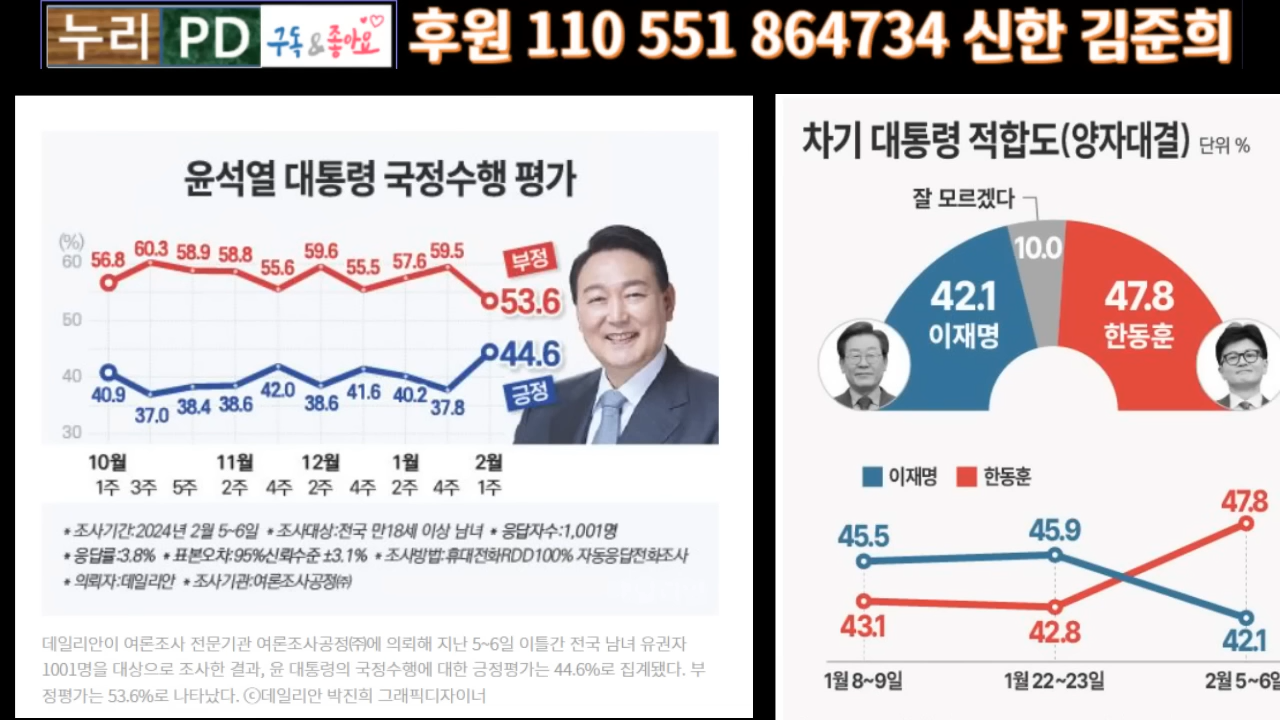 누리 PD 구독 & 좋아요 후원 110 551 864734 신한 김준희
윤석열 대통령 국정수행 평가
(%)
60
50
40
30
56.8 60.3 58.9 58.8 55.6 59.6 55.5 57.6 59.5 53.6
부정
44.6
긍정
40.9 37.0 38.4 38.6 42.0 38.6 41.6 40.2 37.8
10월 11월 12월 1월 2월
1주 3주 5주 2주 4주 2주 4주 2주 4주 1주
* 조사기간:2024년 2월 5~6일 * 조사대상:전국 만18세 이상 남녀 * 응답자수:1,001명
* 응답률:3.8% * 표본오차:95%신뢰수준 ±3.1% * 조사방법:휴대전화RDD100% 자동응답전화조사
* 의뢰자:데일리안 * 조사기관:여론조사공정㈜
데일리안이 여론조사 전문기관 여론조사공정㈜에 의뢰해 지난 5~6일 이틀간 전국 남녀 유권자
1001명을 대상으로 조사한 결과, 윤 대통령의 국정수행에 대한 긍정평가는 44.6%로 집계됐다. 부
정평가는 53.6%로 나타났다. ⓒ데일리안 박진희 그래픽디자이너
차기 대통령 적합도(양자대결) 단위 %
잘 모르겠다
10.0
42.1 47.8
이재명 한동훈
이재명 한동훈
45.5 45.9 47.8
43.1 42.8 42.1
1월 8~9일 1월 22~23일 2월 5~6일